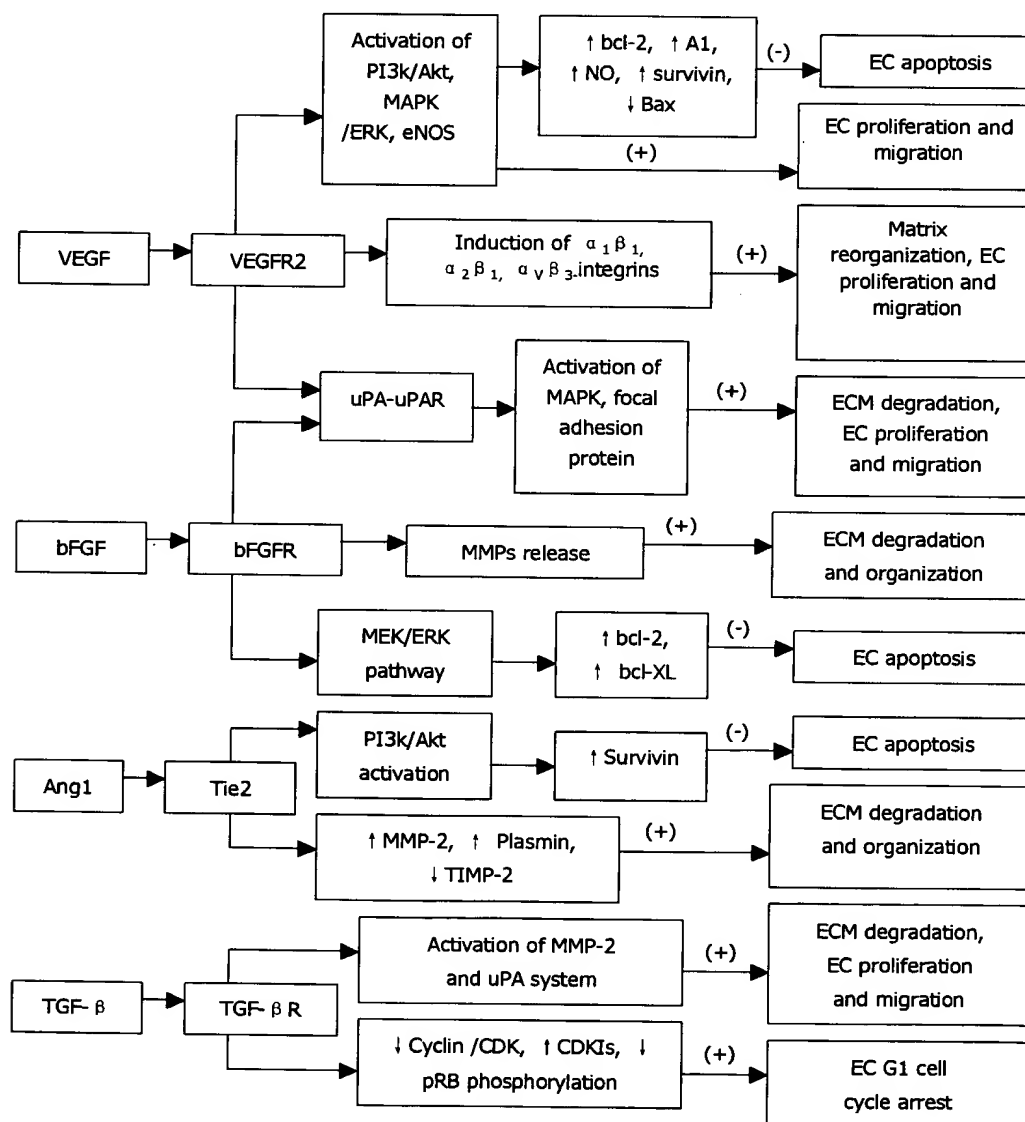 Activation of
PI3k/Akt,
MAPK
/ERK, eNOS
↑ bcl-2, ↑ A1,
↑ NO, ↑ survivin,
↓ Bax
(-)
EC apoptosis
(+)
EC proliferation and
migration
VEGF
VEGFR2
Induction of α₁β₁,
α₂β₁, αᵥβ₃-integrins
(+)
Matrix
reorganization, EC
proliferation and
migration
uPA-uPAR
Activation of
MAPK, focal
adhesion
protein
(+)
ECM degradation,
EC proliferation
and migration
bFGF
bFGFR
MMPs release
(+)
ECM degradation
and organization
MEK/ERK
pathway
↑ bcl-2,
↑ bcl-XL
(-)
EC apoptosis
Ang1
Tie2
PI3k/Akt
activation
↑ Survivin
(-)
EC apoptosis
↑ MMP-2, ↑ Plasmin,
↓ TIMP-2
(+)
ECM degradation
and organization
TGF-β
TGF-βR
Activation of MMP-2
and uPA system
(+)
ECM degradation,
EC proliferation
and migration
↓ Cyclin /CDK, ↑ CDKIs, ↓
pRB phosphorylation
(+)
EC G1 cell
cycle arrest